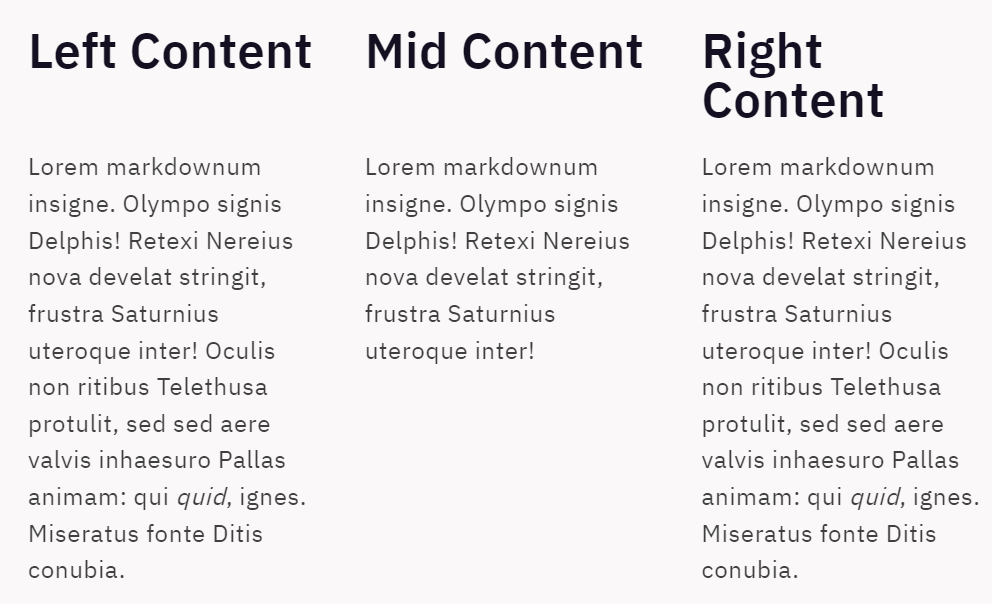 Left Content
Lorem markdownum
insigne. Olympo signis
Delphis! Retexi Nereius
nova develat stringit,
frustra Saturnius
uteroque inter! Oculis
non ritibus Telethusa
protulit, sed sed aere
valvis inhaesuro Pallas
animam: qui quid, ignes.
Miseratus fonte Ditis
conubia.
Mid Content
Lorem markdownum
insigne. Olympo signis
Delphis! Retexi Nereius
nova develat stringit,
frustra Saturnius
uteroque inter!
Right
Content
Lorem markdownum
insigne. Olympo signis
Delphis! Retexi Nereius
nova develat stringit,
frustra Saturnius
uteroque inter! Oculis
non ritibus Telethusa
protulit, sed sed aere
valvis inhaesuro Pallas
animam: qui quid, ignes.
Miseratus fonte Ditis
conubia.